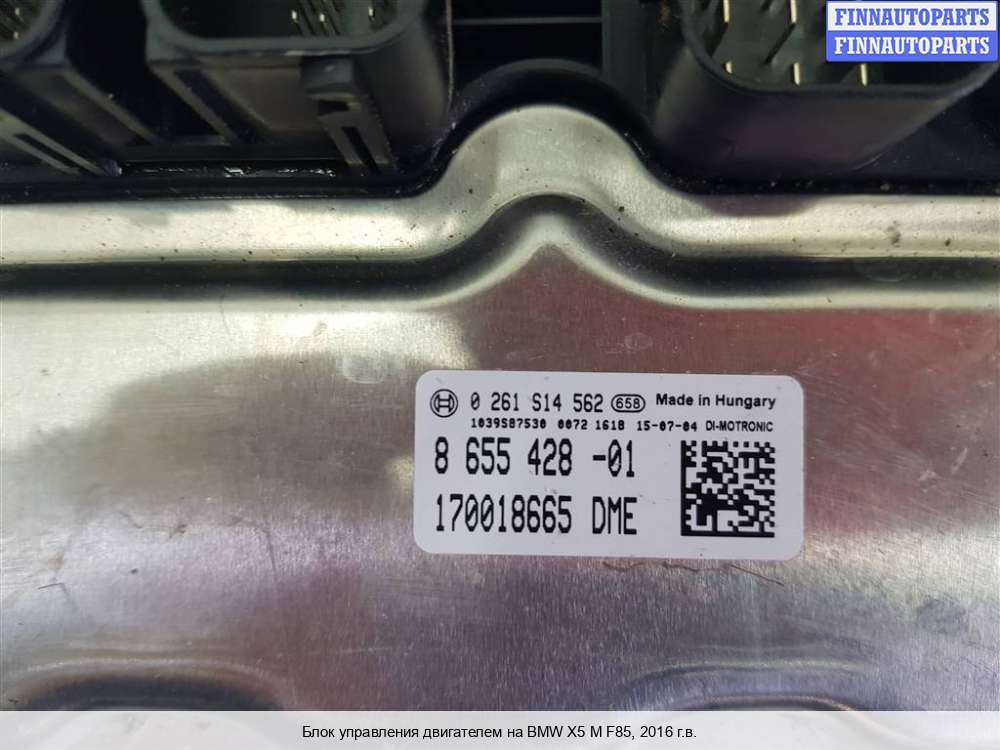 FINNAUTOPARTS
FINNAUTOPARTS
0 261 S14 562 658 Made in Hungary
1039S87530 0072 1618 15-07-04 DI-MOTRONIC
8 655 428 -01
170018665 DME
Блок управления двигателем на BMW X5 M F85, 2016 г.в.